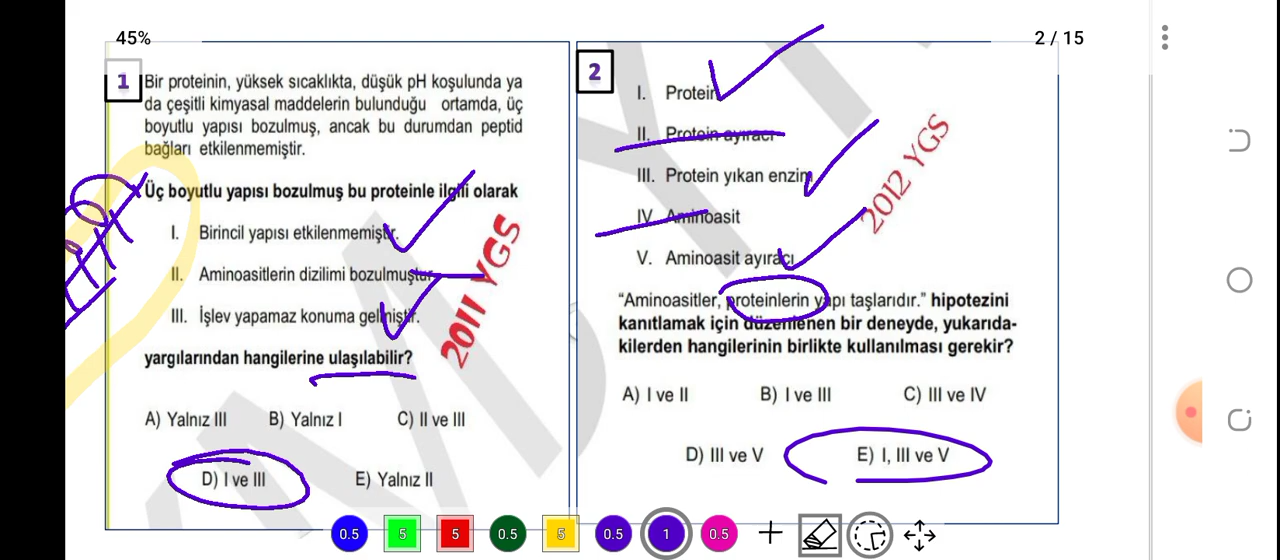 45%
2 / 15
1
Bir proteinin, yüksek sıcaklıkta, düşük pH koşulunda ya
da çeşitli kimyasal maddelerin bulunduğu ortamda, üç
boyutlu yapısı bozulmuş, ancak bu durumdan peptid
bağları etkilenmemiştir.
Üç boyutlu yapısı bozulmuş bu proteinle ilgili olarak
I. Birincil yapısı etkilenmemiştir.
II. Aminoasitlerin dizilimi bozulmuştur.
III. İşlev yapamaz konuma gelmiştir.
yargılarından hangilerine ulaşılabilir?
A) Yalnız III B) Yalnız I C) II ve III
D) I ve III E) Yalnız II
2011 YGS
2
I. Protein
II. Protein ayıracı
III. Protein yıkan enzim
IV. Aminoasit
V. Aminoasit ayıracı
2012 YGS
“Aminoasitler, proteinlerin yapı taşlarıdır.” hipotezini
kanıtlamak için düzenlenen bir deneyde, yukarıda-
kilerden hangilerinin birlikte kullanılması gerekir?
A) I ve II B) I ve III C) III ve IV
D) III ve V E) I, III ve V
0.5 5 5 0.5 5 0.5 1 0.5